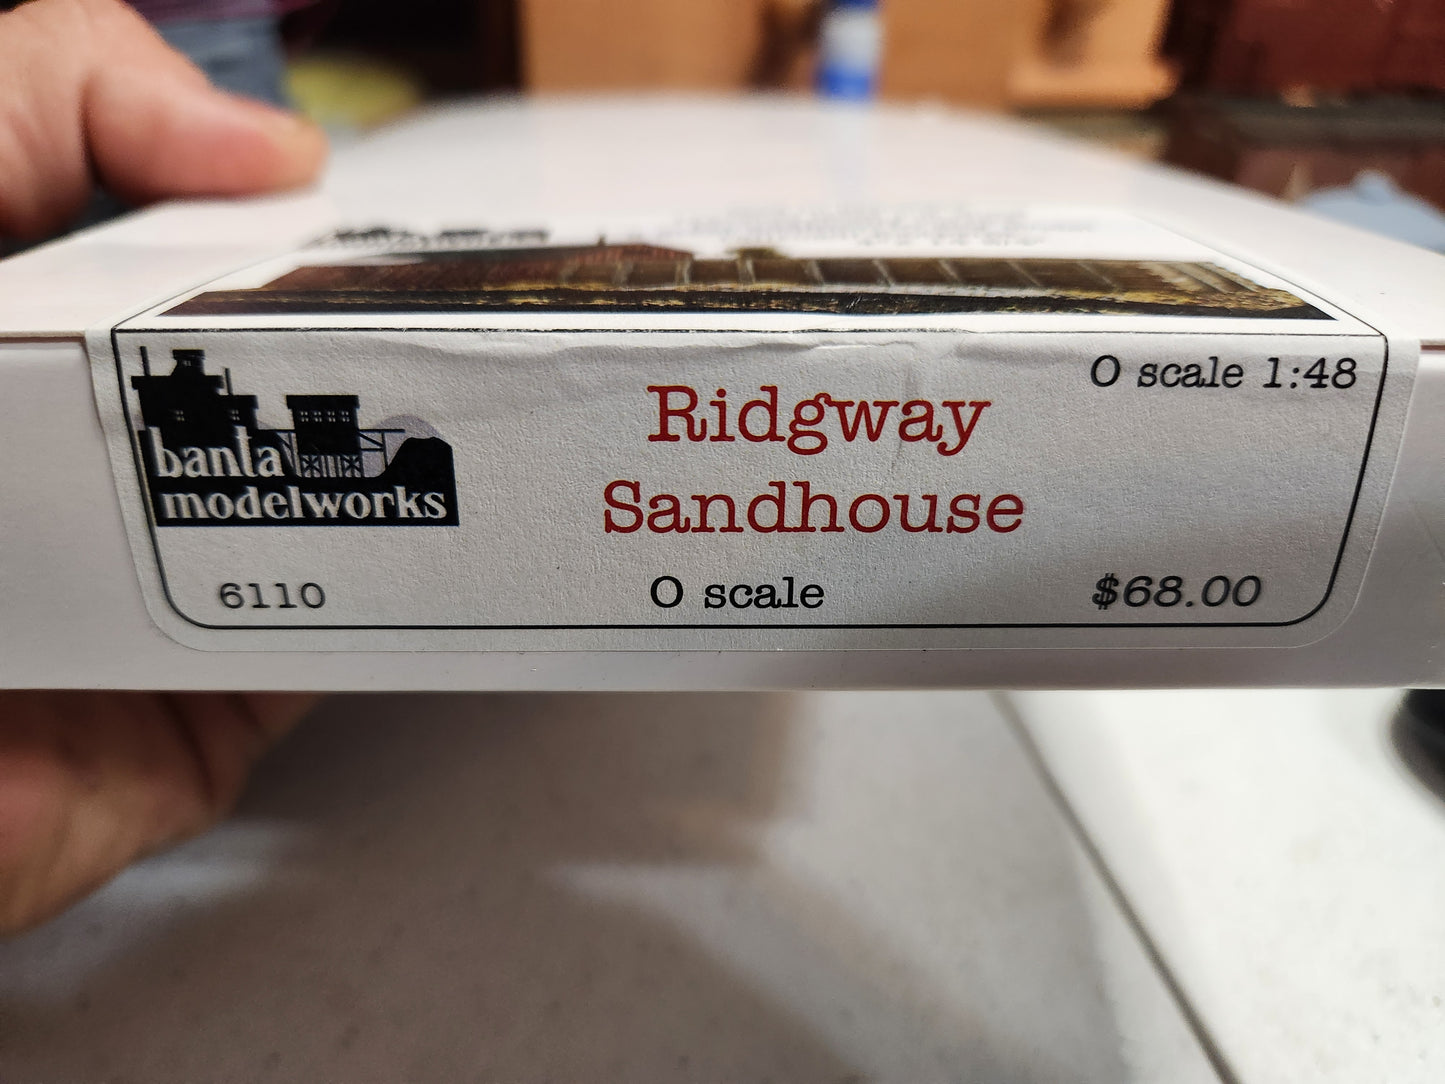 O scale 1:48
banta
modelworks
Ridgway
Sandhouse
6110
O scale
$68.00